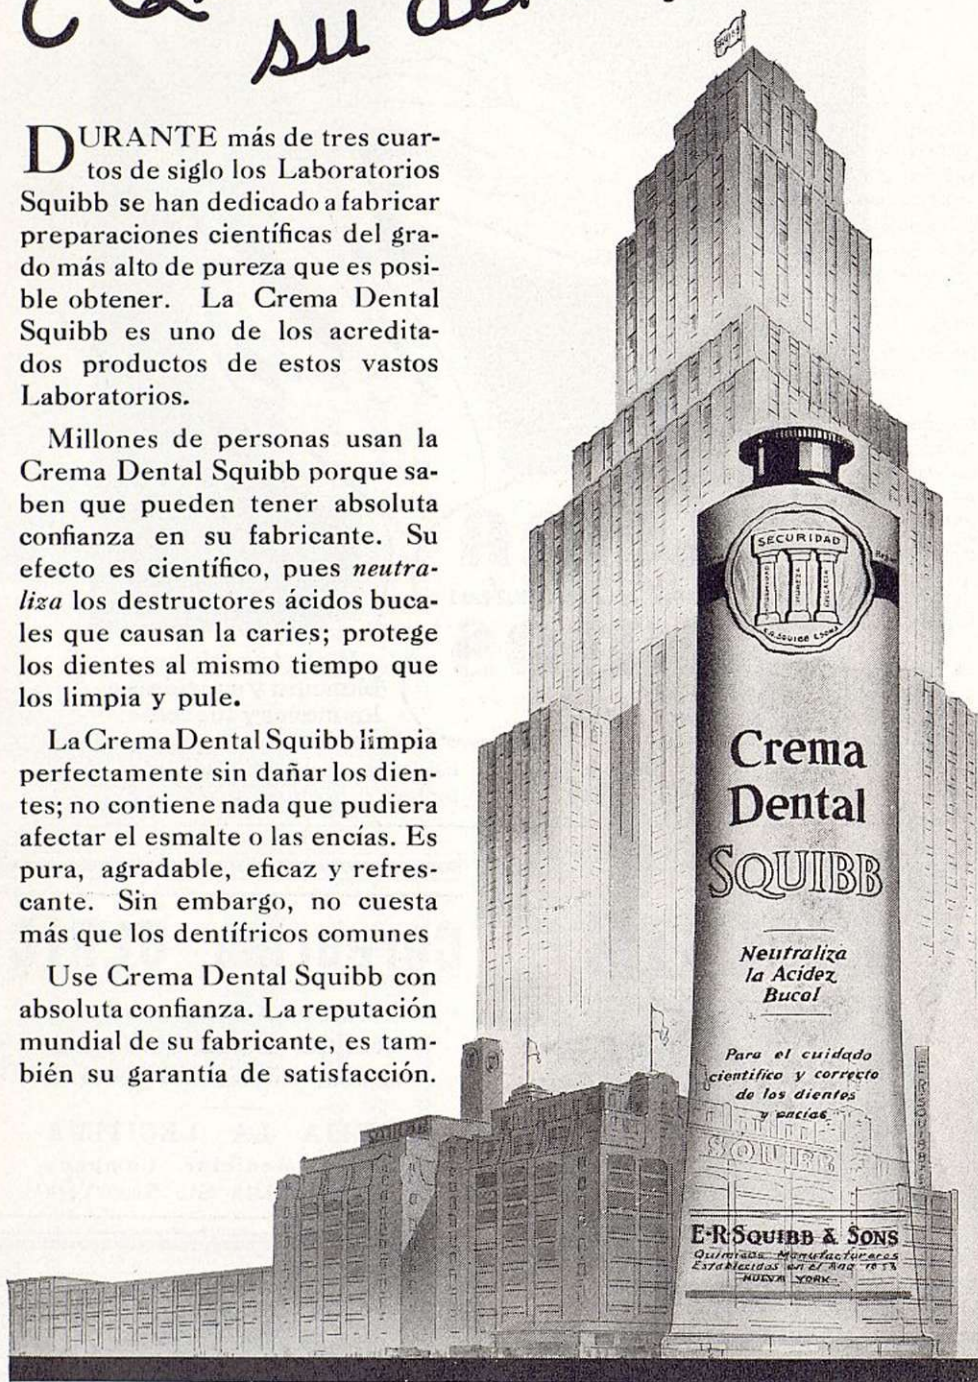 su
DURANTE más de tres cuar-
tos de siglo los Laboratorios
Squibb se han dedicado a fabricar
preparaciones científicas del gra-
do más alto de pureza que es posi-
ble obtener. La Crema Dental
Squibb es uno de los acredita-
dos productos de estos vastos
Laboratorios.
Millones de personas usan la
Crema Dental Squibb porque sa-
ben que pueden tener absoluta
confianza en su fabricante. Su
efecto es científico, pues neutra-
liza los destructores ácidos buca-
les que causan la caries; protege
los dientes al mismo tiempo que
los limpia y pule.
La Crema Dental Squibb limpia
perfectamente sin dañar los dien-
tes; no contiene nada que pudiera
afectar el esmalte o las encías. Es
pura, agradable, eficaz y refres-
cante. Sin embargo, no cuesta
más que los dentífricos comunes
Use Crema Dental Squibb con
absoluta confianza. La reputación
mundial de su fabricante, es tam-
bién su garantía de satisfacción.
SQUIBB
SECURIDAD
E.R. SQUIBB & SONS
Crema
Dental
SQUIBB
Neutraliza
la Acidez
Bucal
Para el cuidado
científico y correcto
de los dientes
y encías
SQUIBB
E·R·SQUIBB & SONS
Químicos Manufactureros
Establecidos en el Año 1858
NUEVA YORK